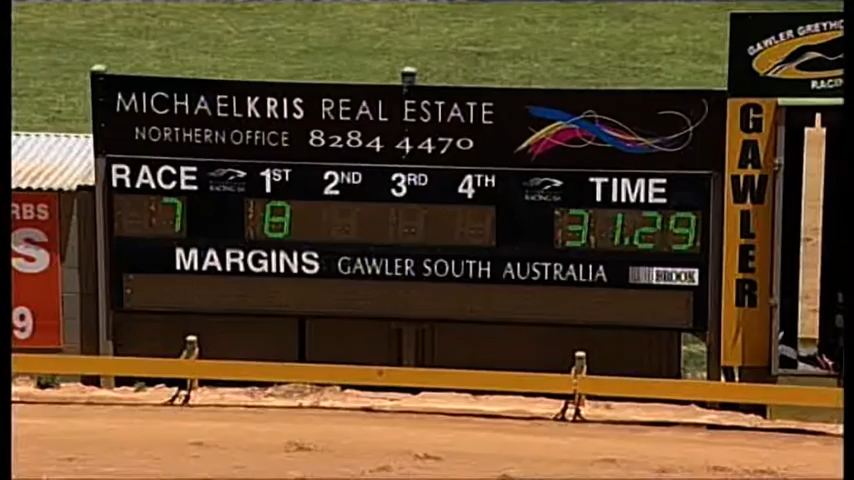 GAWLER GREYHO
RACING
MICHAELKRIS REAL ESTATE
NORTHERN OFFICE 8284 4470
RACE 1ST 2ND 3RD 4TH TIME
7 8 31.29
MARGINS GAWLER SOUTH AUSTRALIA BROOK
GAWLER
RBS
S
9